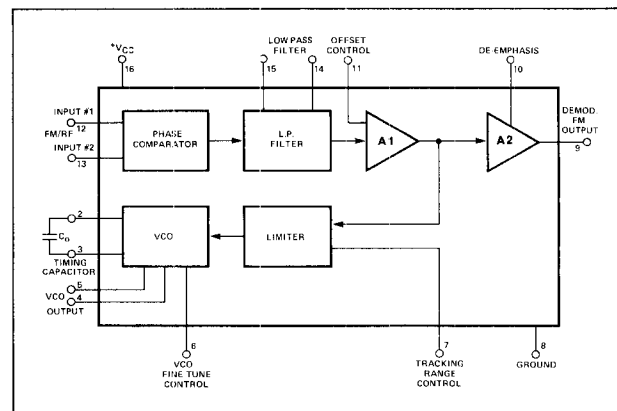 *VCC
16
LOW PASS
FILTER
15
14
OFFSET
CONTROL
11
DE-EMPHASIS
10
INPUT #1
12
FM/RF
INPUT #2
13
PHASE
COMPARATOR
L.P.
FILTER
A1
A2
DEMOD.
FM
OUTPUT
9
2
C0
3
TIMING
CAPACITOR
5
VCO
4
OUTPUT
VCO
LIMITER
6
VCO
FINE TUNE
CONTROL
7
TRACKING
RANGE
CONTROL
8
GROUND